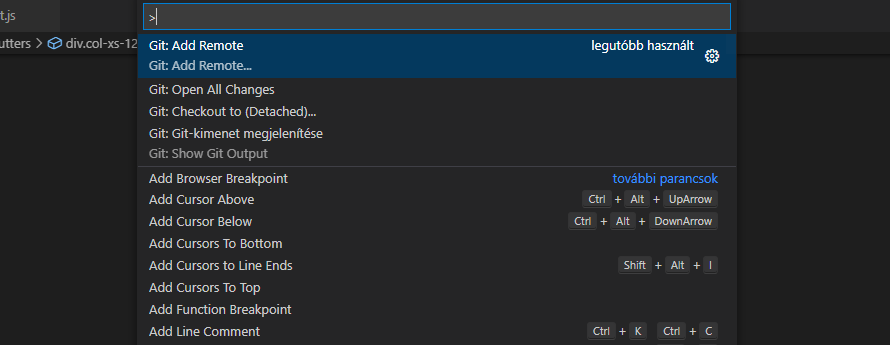 t.js
>
utters > div.col-xs-12
Git: Add Remote legutóbb használt
Git: Add Remote...
Git: Open All Changes
Git: Checkout to (Detached)...
Git: Git-kimenet megjelenítése
Git: Show Git Output
Add Browser Breakpoint további parancsok
Add Cursor Above Ctrl + Alt + UpArrow
Add Cursor Below Ctrl + Alt + DownArrow
Add Cursors To Bottom
Add Cursors to Line Ends Shift + Alt + I
Add Cursors To Top
Add Function Breakpoint
Add Line Comment Ctrl + K Ctrl + C